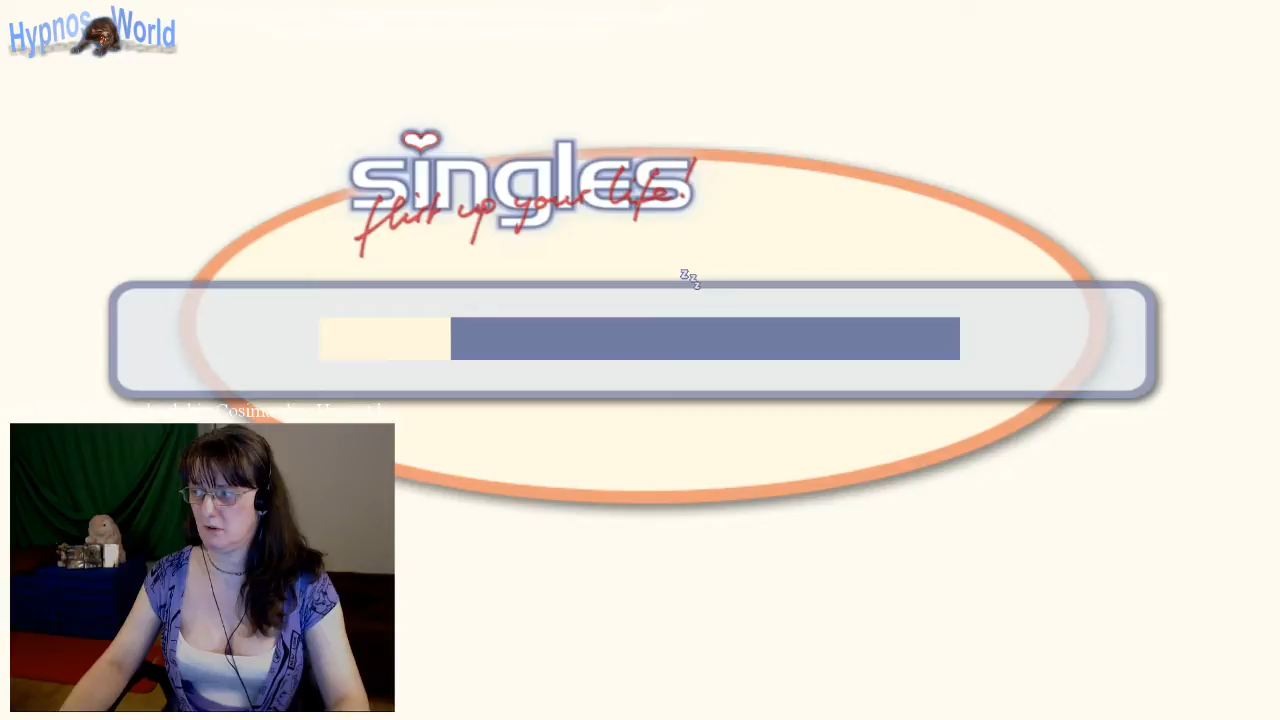 Hypnos World
singles
flirt up your life!
z
z
z